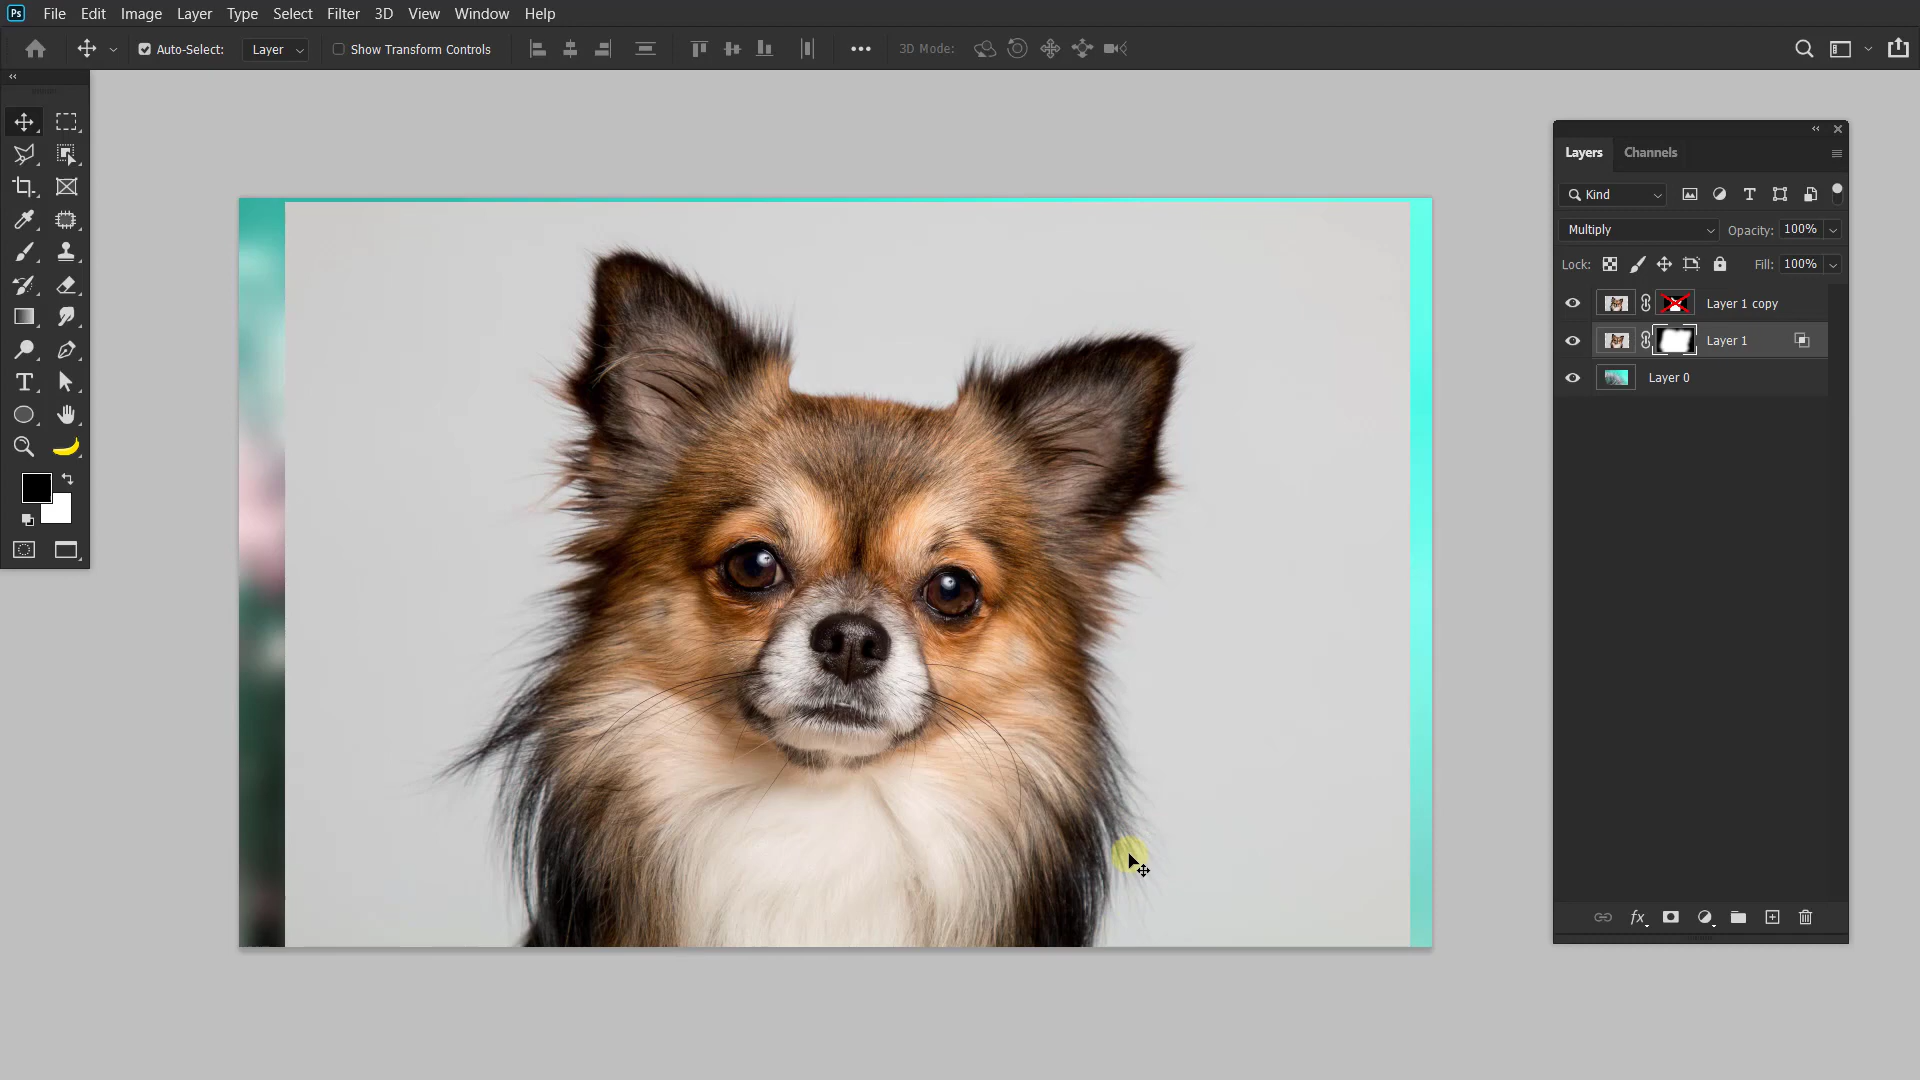 Ps File Edit Image Layer Type Select Filter 3D View Window Help
Auto-Select: Layer Show Transform Controls 3D Mode:
Layers Channels
Kind
Multiply Opacity: 100%
Lock: Fill: 100%
Layer 1 copy
Layer 1
Layer 0
T
fx